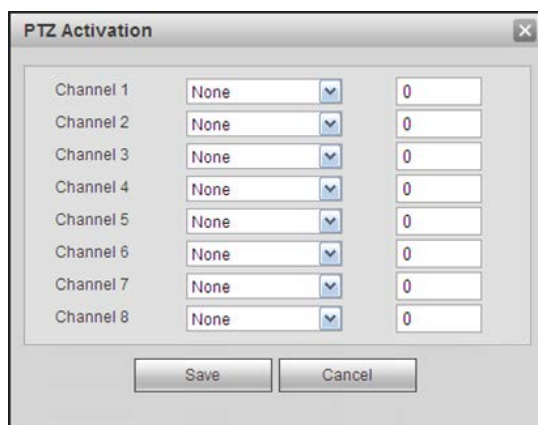 PTZ Activation
Channel 1 None 0
Channel 2 None 0
Channel 3 None 0
Channel 4 None 0
Channel 5 None 0
Channel 6 None 0
Channel 7 None 0
Channel 8 None 0
Save Cancel